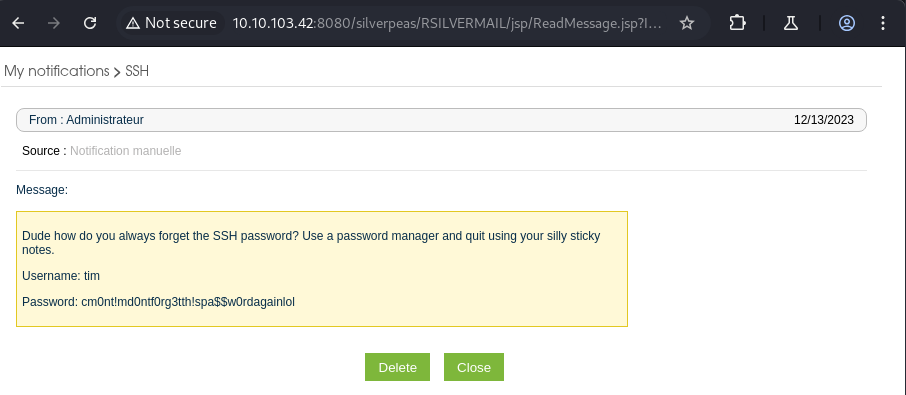 Not secure 10.10.103.42:8080/silverpeas/RSILVERMAIL/jsp/ReadMessage.jsp?I...
My notifications > SSH
From : Administrateur 12/13/2023
Source : Notification manuelle
Message:
Dude how do you always forget the SSH password? Use a password manager and quit using your silly sticky
notes.
Username: tim
Password: cm0nt!md0ntf0rg3tth!spa$$w0rdagainlol
Delete Close